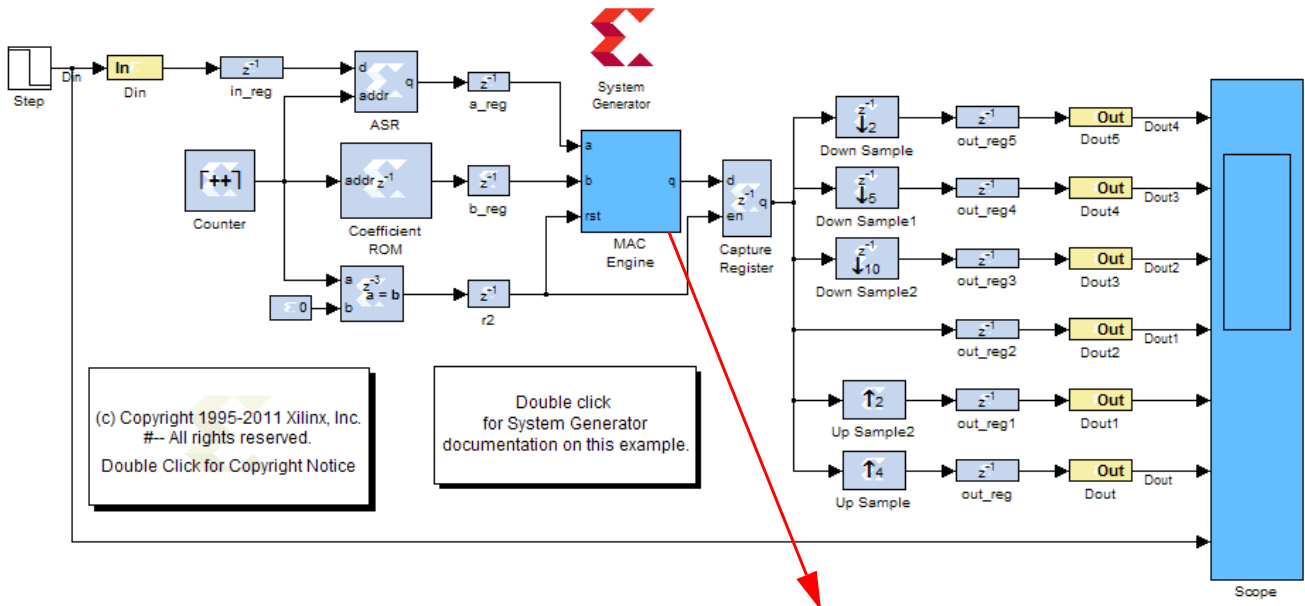 Step
Din
In
Din
z-1
in_reg
d
addr
q
ASR
z-1
a_reg
System
Generator
++
Counter
addr
z-1
Coefficient
ROM
z-1
b_reg
0
a
b
z-3
a = b
z-1
r2
a
b
rst
q
MAC
Engine
d
en
z-1
q
Capture
Register
z-1
↓2
Down Sample
z-1
out_reg5
Out
Dout5
Dout4
z-1
↓5
Down Sample1
z-1
out_reg4
Out
Dout4
Dout3
z-1
↓10
Down Sample2
z-1
out_reg3
Out
Dout3
Dout2
z-1
out_reg2
Out
Dout2
Dout1
↑2
Up Sample2
z-1
out_reg1
Out
Dout1
↑4
Up Sample
z-1
out_reg
Out
Dout
Dout
Scope
(c) Copyright 1995-2011 Xilinx, Inc.
#-- All rights reserved.
Double Click for Copyright Notice
Double click
for System Generator
documentation on this example.